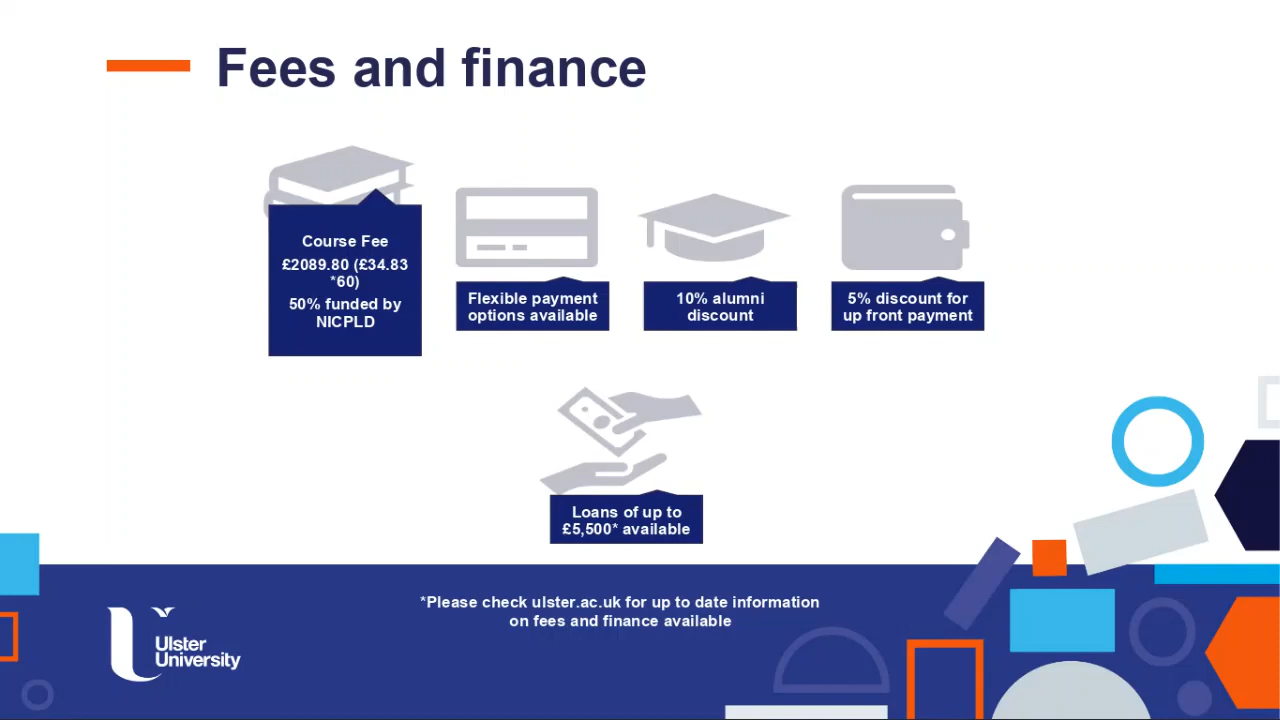 Fees and finance
Course Fee
£2089.80 (£34.83
*60)
50% funded by
NICPLD
Flexible payment
options available
10% alumni
discount
5% discount for
up front payment
Loans of up to
£5,500* available
*Please check ulster.ac.uk for up to date information
on fees and finance available
Ulster
University